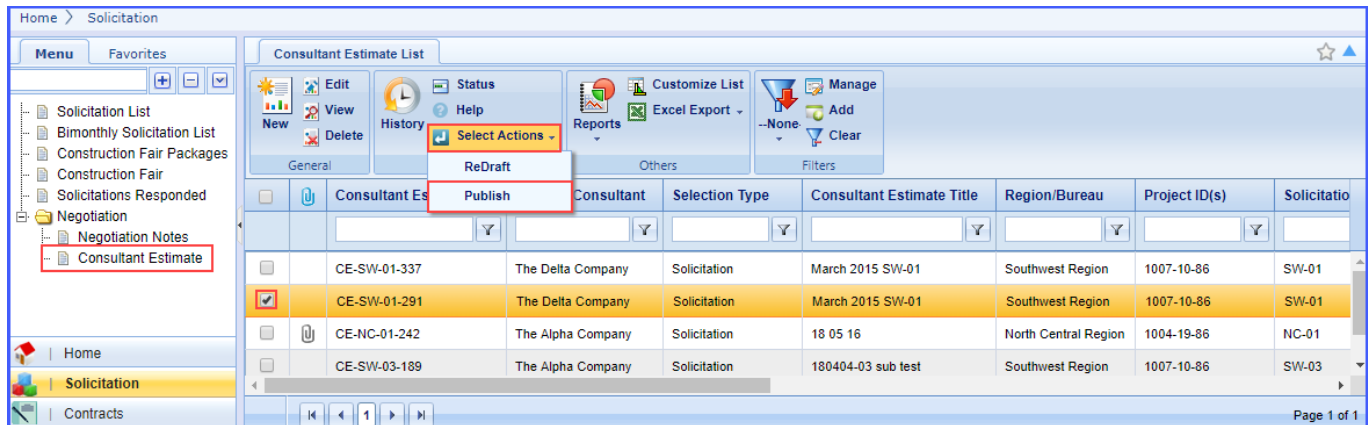 Home > Solicitation
Menu Favorites
Solicitation List
Bimonthly Solicitation List
Construction Fair Packages
Construction Fair
Solicitations Responded
Negotiation
Negotiation Notes
Consultant Estimate
Home
Solicitation
Contracts
Consultant Estimate List
New
Edit
View
Delete
General
History
Status
Help
Select Actions
ReDraft
Publish
Reports
Customize List
Excel Export
Others
--None-
Manage
Add
Clear
Filters
Consultant Es Consultant Selection Type Consultant Estimate Title Region/Bureau Project ID(s) Solicitatio
CE-SW-01-337 The Delta Company Solicitation March 2015 SW-01 Southwest Region 1007-10-86 SW-01
CE-SW-01-291 The Delta Company Solicitation March 2015 SW-01 Southwest Region 1007-10-86 SW-01
CE-NC-01-242 The Alpha Company Solicitation 18 05 16 North Central Region 1004-19-86 NC-01
CE-SW-03-189 The Alpha Company Solicitation 180404-03 sub test Southwest Region 1007-10-86 SW-03
1
Page 1 of 1